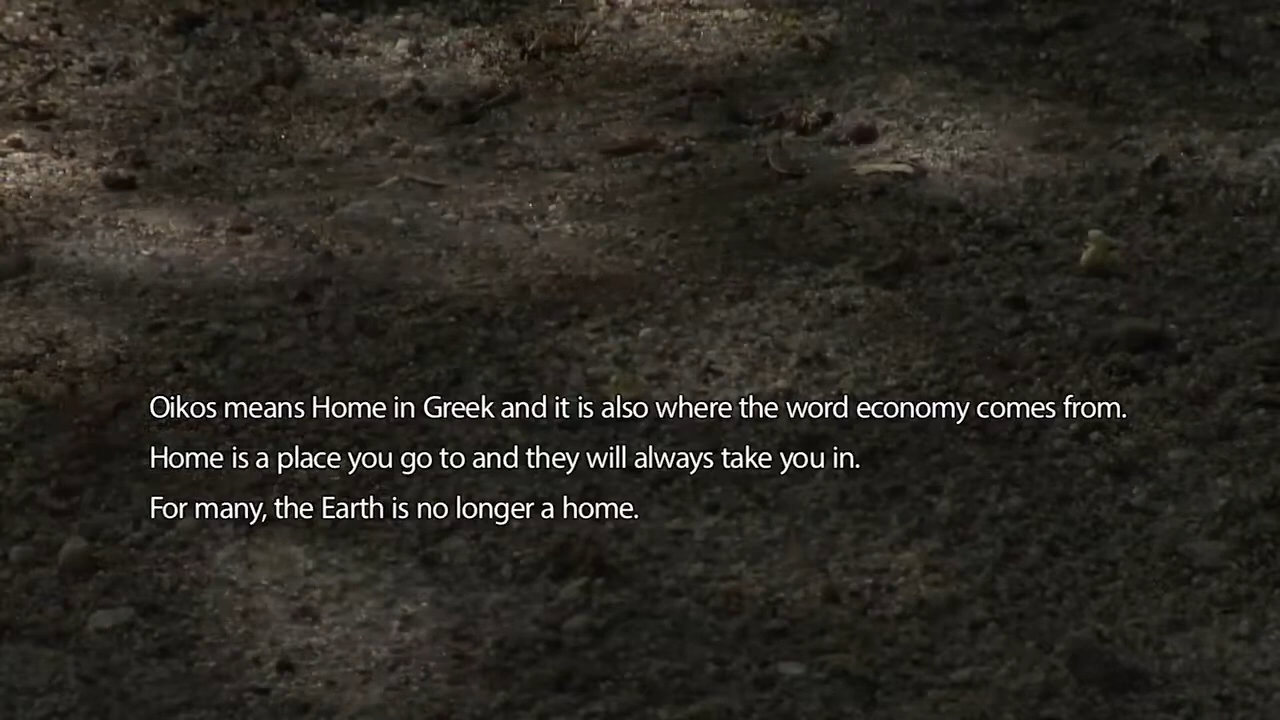 Oikos means Home in Greek and it is also where the word economy comes from.
Home is a place you go to and they will always take you in.
For many, the Earth is no longer a home.